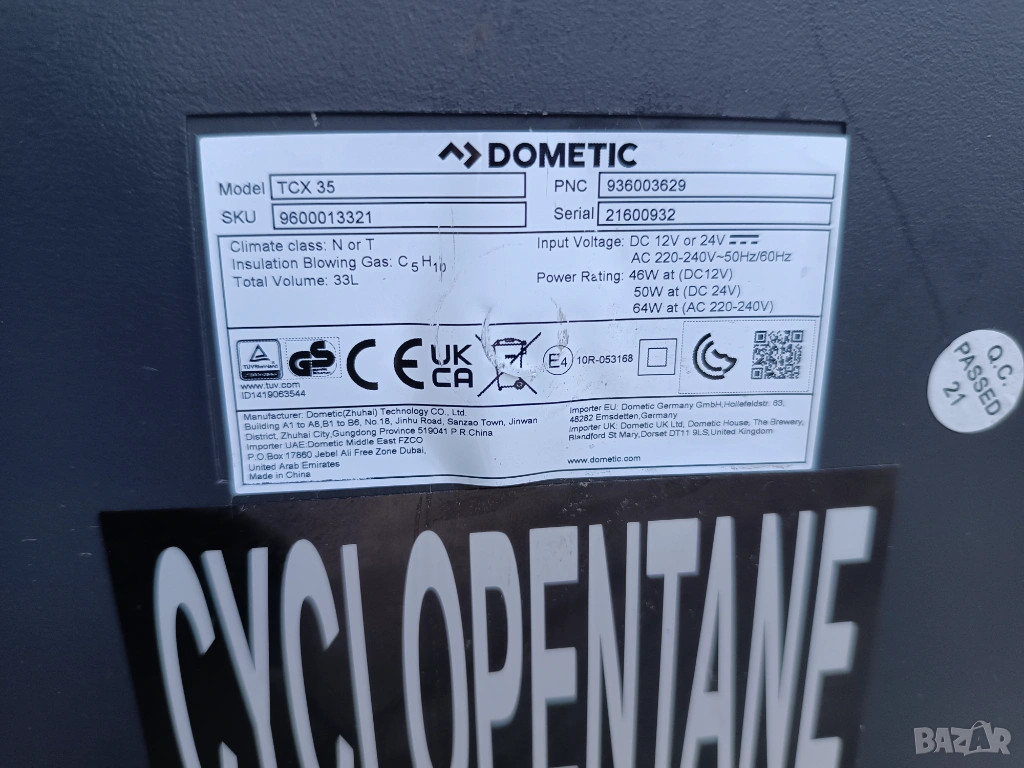 DOMETIC
Model TCX 35 PNC 936003629
SKU 9600013321 Serial 21600932
Climate class: N or T
Insulation Blowing Gas: C5H10
Total Volume: 33L
Input Voltage: DC 12V or 24V
AC 220-240V~50Hz/60Hz
Power Rating: 46W at (DC12V)
50W at (DC 24V)
64W at (AC 220-240V)
TÜVRheinland
www.tuv.com
ID1419063544
GS
CE
UK
CA
E4
10R-053168
Manufacturer: Dometic(Zhuhai) Technology CO., Ltd.
Building A1 to A8,B1 to B6, No.18, Jinhu Road, Sanzao Town, Jinwan
District, Zhuhai City,Gungdong Province 519041 P.R.China
Importer UAE:Dometic Middle East FZCO
P.O.Box 17860 Jebel Ali Free Zone Dubai,
United Arab Emirates
Made in China
Importer EU: Dometic Germany GmbH,Hollefeldstr. 63,
48282 Emsdetten,Germany
Importer UK: Dometic UK Ltd, Dometic House, The Brewery,
Blandford St Mary,Dorset DT11 9LS,United Kingdom
www.dometic.com
Q.C.
PASSED
21
CYCLOPENTANE
BAZAR